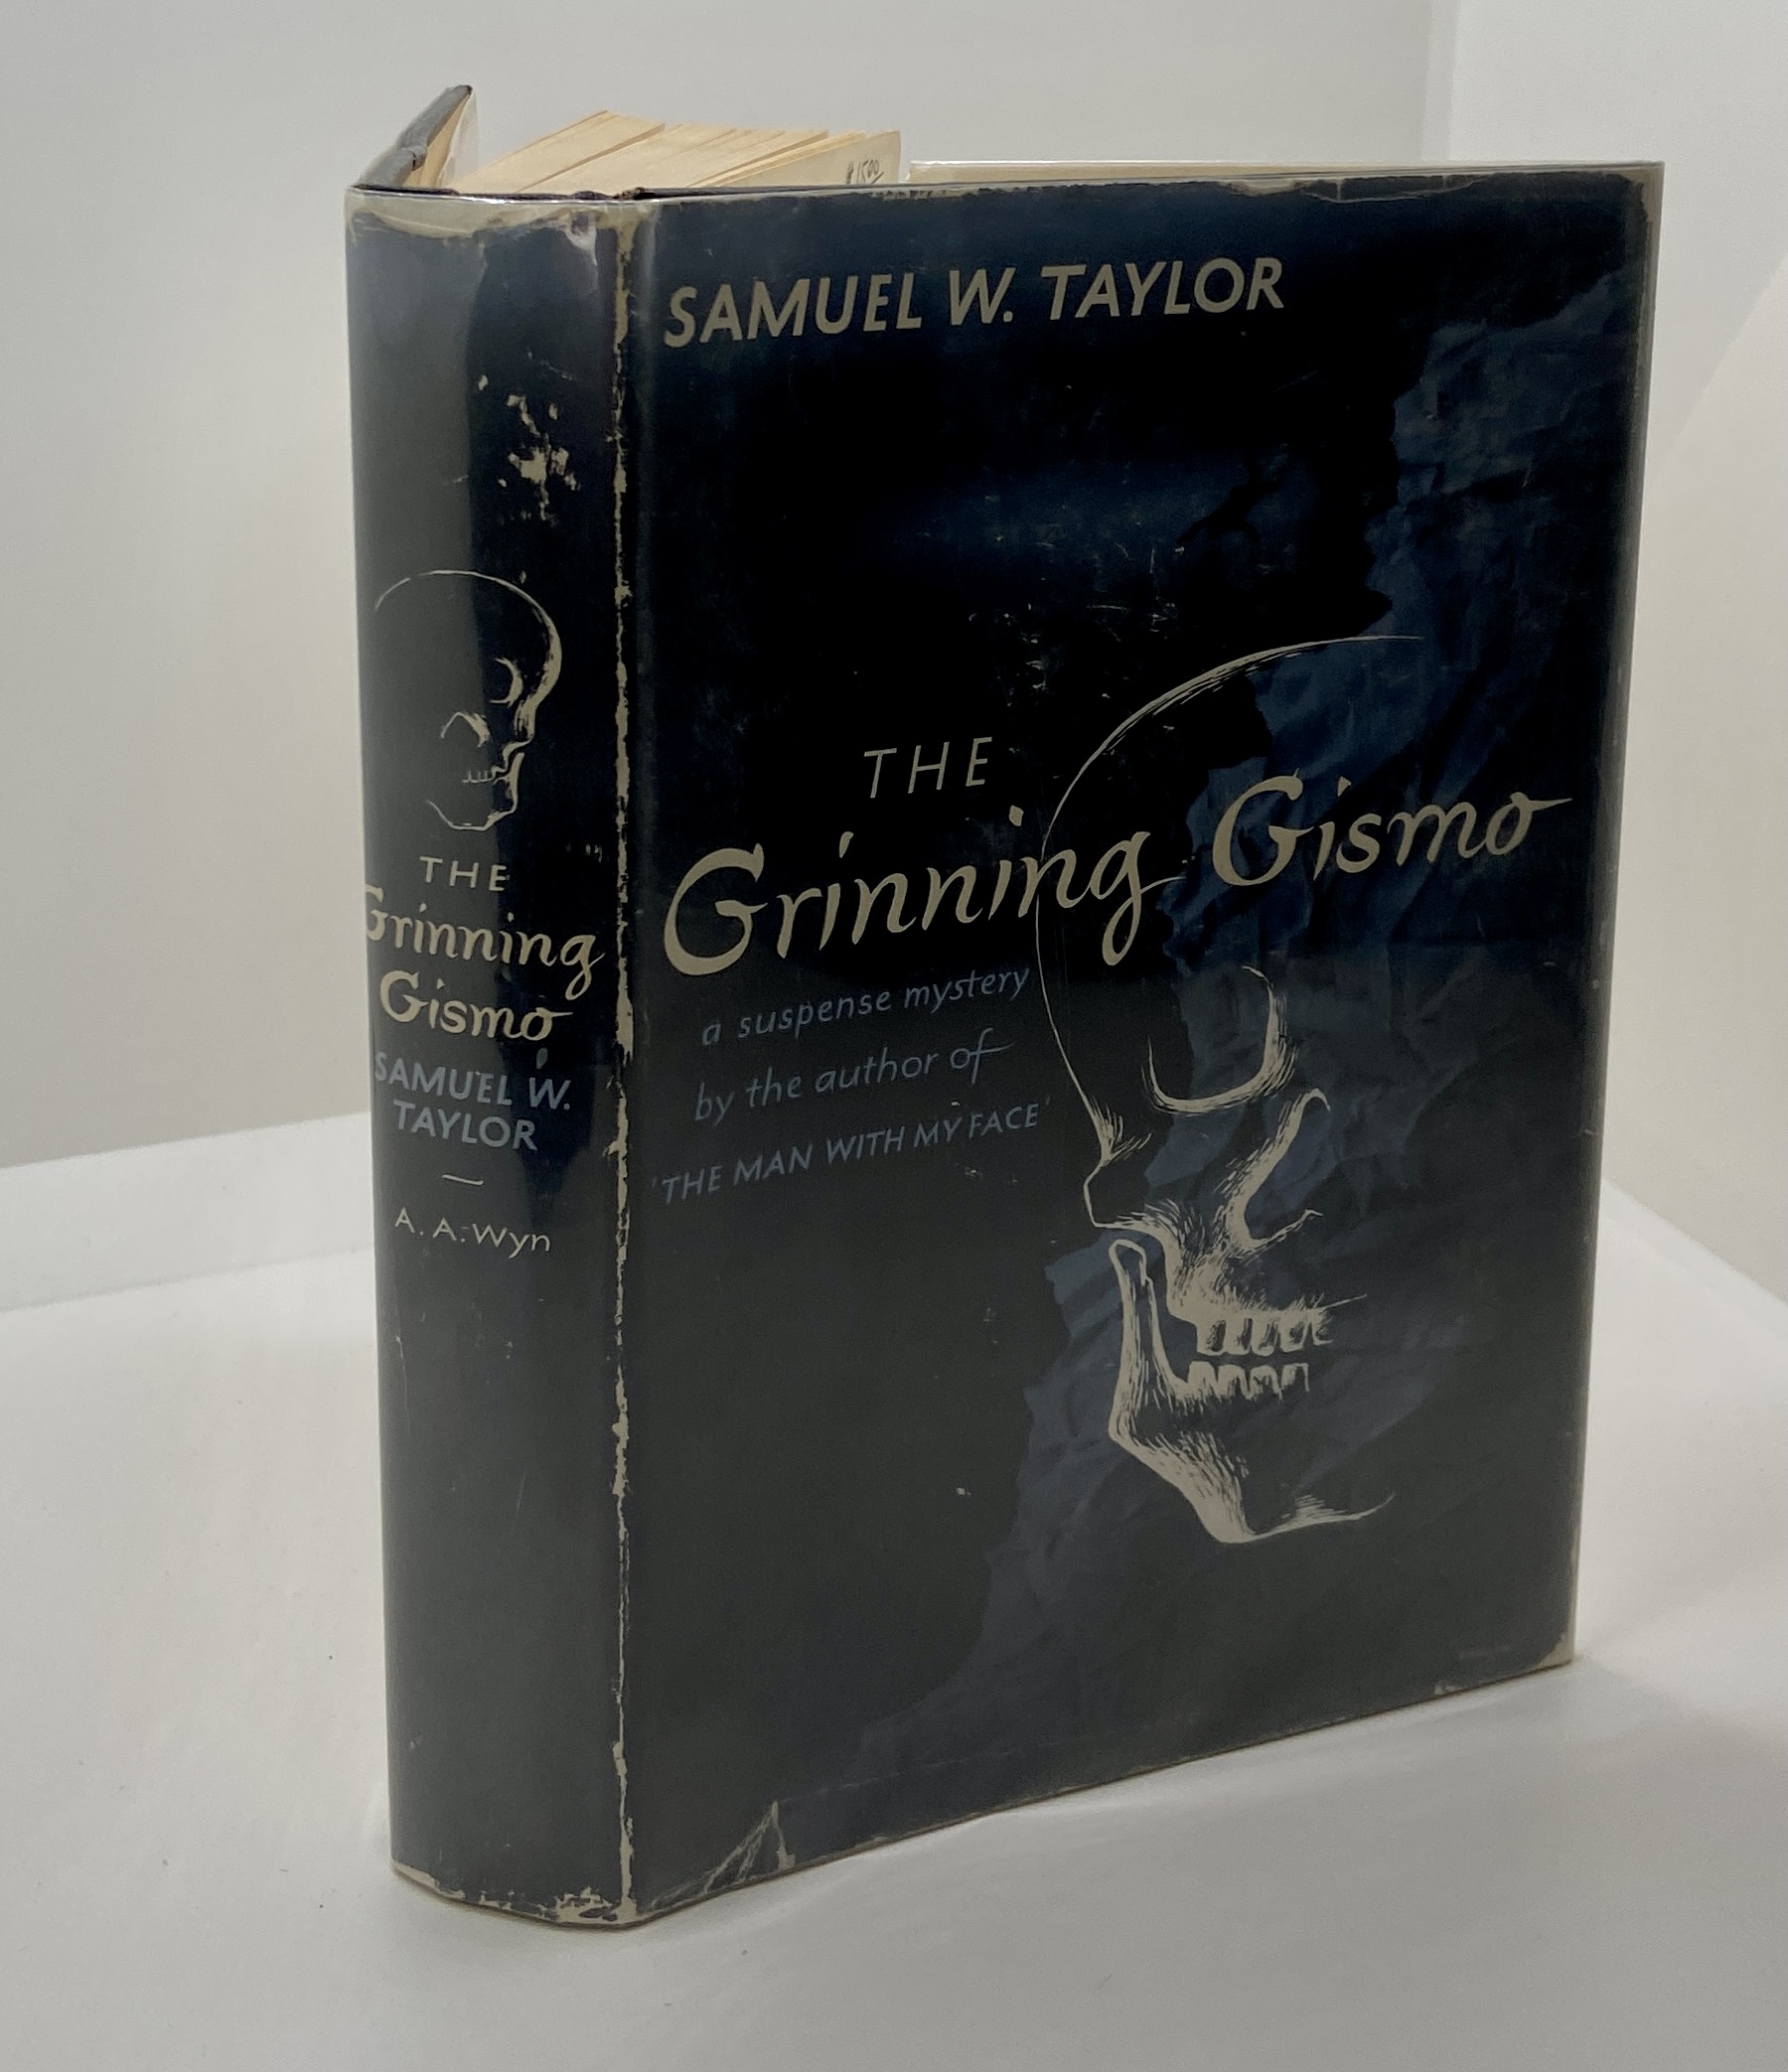 THE
Grinning
Gismo
SAMUEL W.
TAYLOR
A. A. Wyn
SAMUEL W. TAYLOR
THE
Grinning Gismo
a suspense mystery
by the author of
'THE MAN WITH MY FACE'